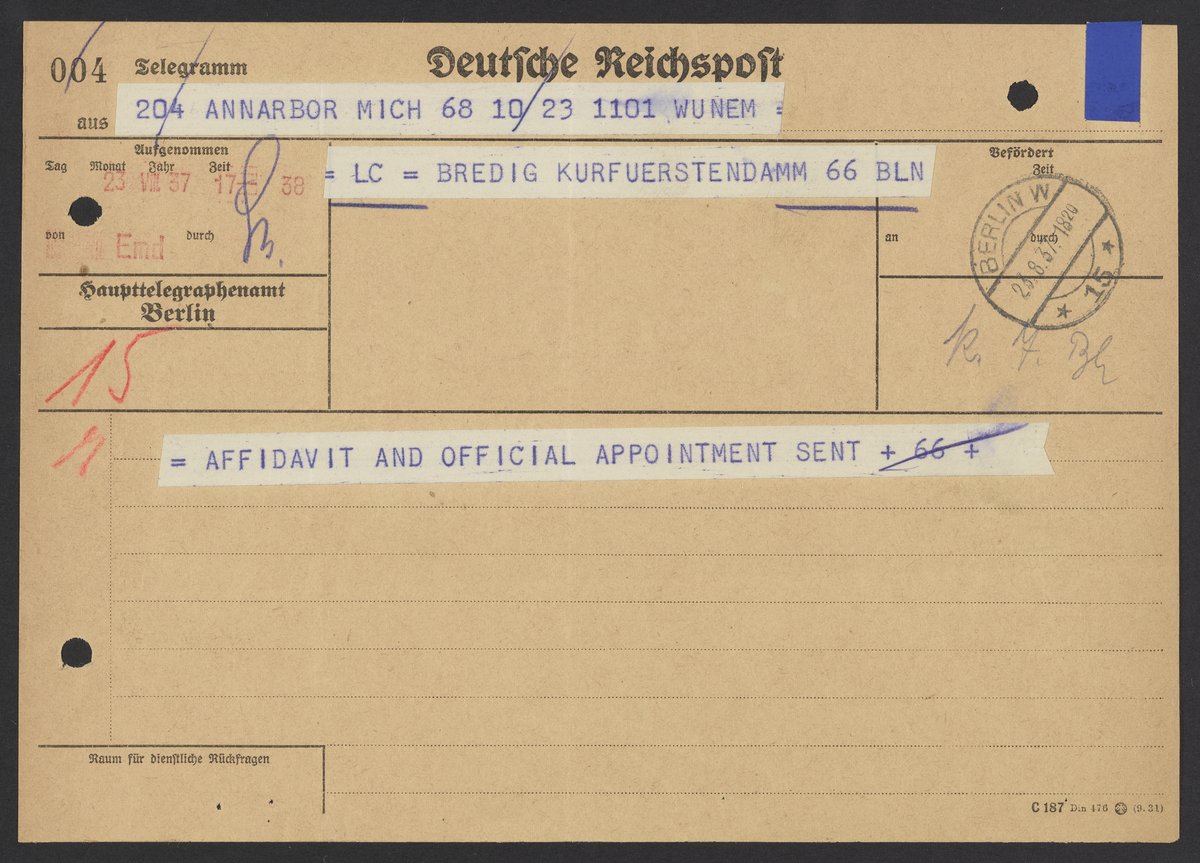 004 Telegramm Deutsche Reichspost
aus 204 ANNARBOR MICH 68 10/23 1101 WUNEM =
Aufgenommen
Tag Monat Jahr Zeit
23 VIII 37 17 38
von Emd durch
= LC = BREDIG KURFUERSTENDAMM 66 BLN
Befördert
Zeit
an durch
BERLIN W
23.8.37.1820
* 15 *
Haupttelegraphenamt
Berlin
15
= AFFIDAVIT AND OFFICIAL APPOINTMENT SENT + 66 +
Raum für dienstliche Rückfragen
C 187 Din 476 (9.31)